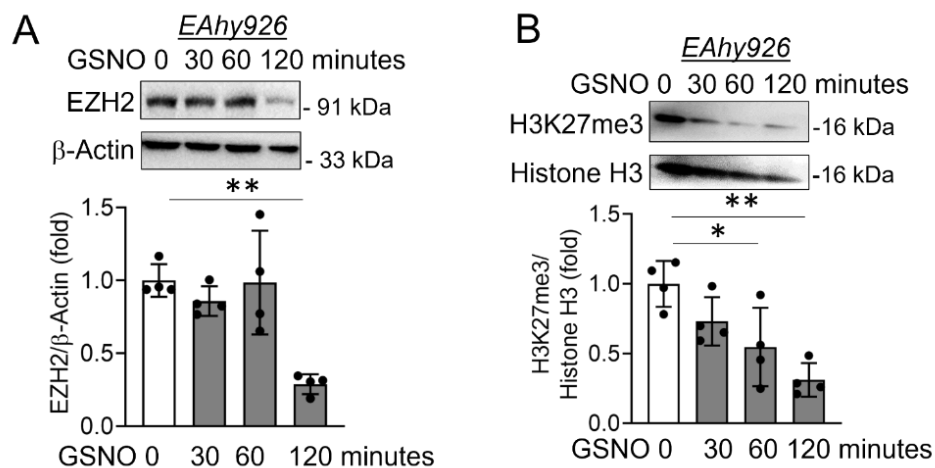 A
EAhy926
GSNO 0 30 60 120 minutes
EZH2
- 91 kDa
β-Actin
- 33 kDa
**
1.5
1.0
0.5
0.0
EZH2/β-Actin (fold)
GSNO 0 30 60 120 minutes
B
EAhy926
GSNO 0 30 60 120 minutes
H3K27me3
-16 kDa
Histone H3
-16 kDa
**
*
1.5
1.0
0.5
0.0
H3K27me3/
Histone H3 (fold)
GSNO 0 30 60 120 minutes